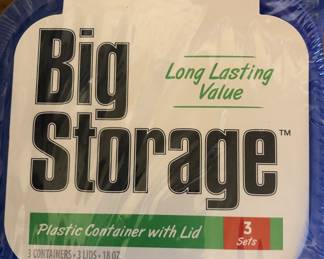 Big
Storage™
Long Lasting
Value
Plastic Container with Lid
3
Sets
3 CONTAINERS • 3 LIDS • 18 OZ